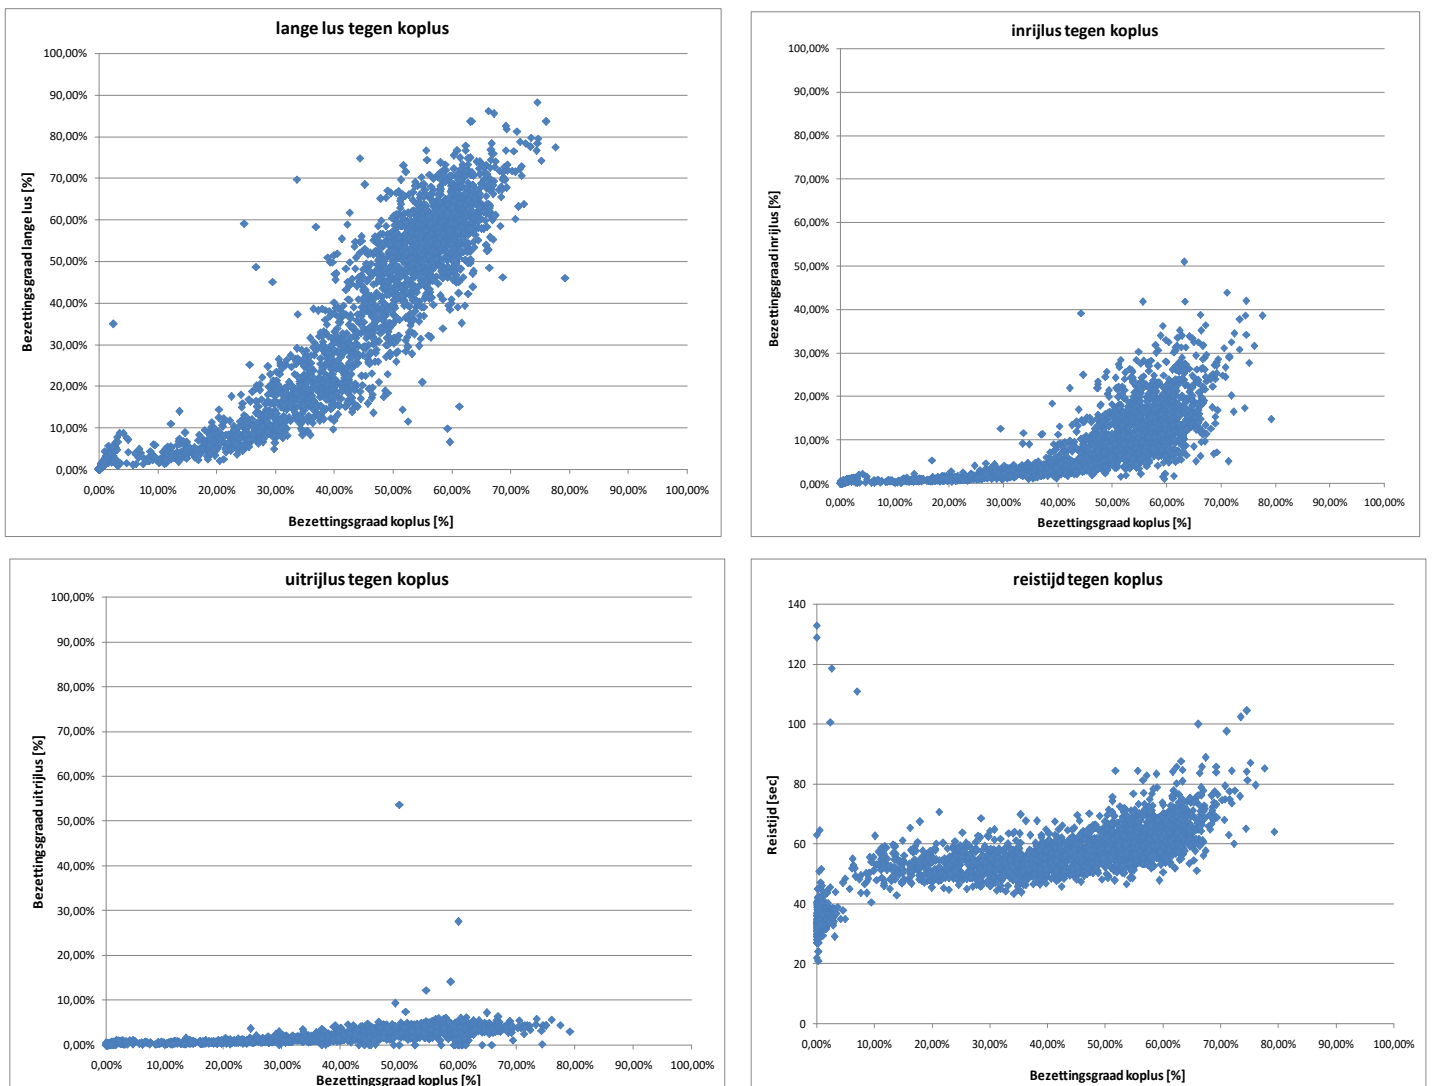 lange lus tegen koplus
100,00%
90,00%
80,00%
70,00%
60,00%
50,00%
40,00%
30,00%
20,00%
10,00%
0,00%
Bezettingsgraad lange lus [%]
0,00% 10,00% 20,00% 30,00% 40,00% 50,00% 60,00% 70,00% 80,00% 90,00% 100,00%
Bezettingsgraad koplus [%]
inrijlus tegen koplus
100,00%
90,00%
80,00%
70,00%
60,00%
50,00%
40,00%
30,00%
20,00%
10,00%
0,00%
Bezettingsgraad inrijlus [%]
0,00% 10,00% 20,00% 30,00% 40,00% 50,00% 60,00% 70,00% 80,00% 90,00% 100,00%
Bezettingsgraad koplus [%]
uitrijlus tegen koplus
100,00%
90,00%
80,00%
70,00%
60,00%
50,00%
40,00%
30,00%
20,00%
10,00%
0,00%
Bezettingsgraad uitrijlus [%]
0,00% 10,00% 20,00% 30,00% 40,00% 50,00% 60,00% 70,00% 80,00% 90,00% 100,00%
Bezettingsgraad koplus [%]
reistijd tegen koplus
140
120
100
80
60
40
20
0
Reistijd [sec]
0,00% 10,00% 20,00% 30,00% 40,00% 50,00% 60,00% 70,00% 80,00% 90,00% 100,00%
Bezettingsgraad koplus [%]